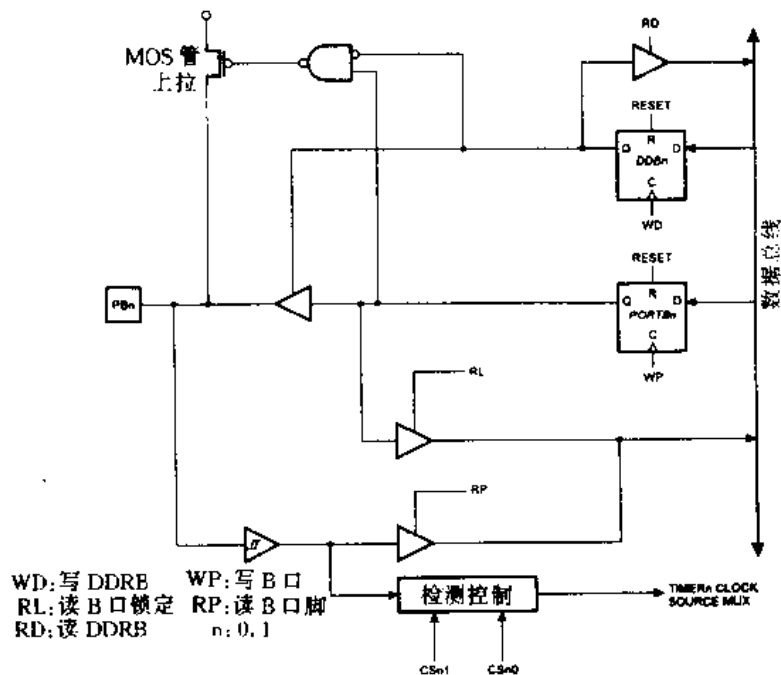 MOS 管
上拉
RD
RESET
Q
R
D
DDBn
C
WD
数据总线
RESET
PBn
Q
R
D
PORTBn
C
WP
RL
RP
WD:写 DDRB WP:写 B 口
RL:读 B 口锁定 RP:读 B 口脚
RD:读 DDRB n:0,1
检测控制
TIMERn CLOCK
SOURCE MUX
CSn1
CSn0